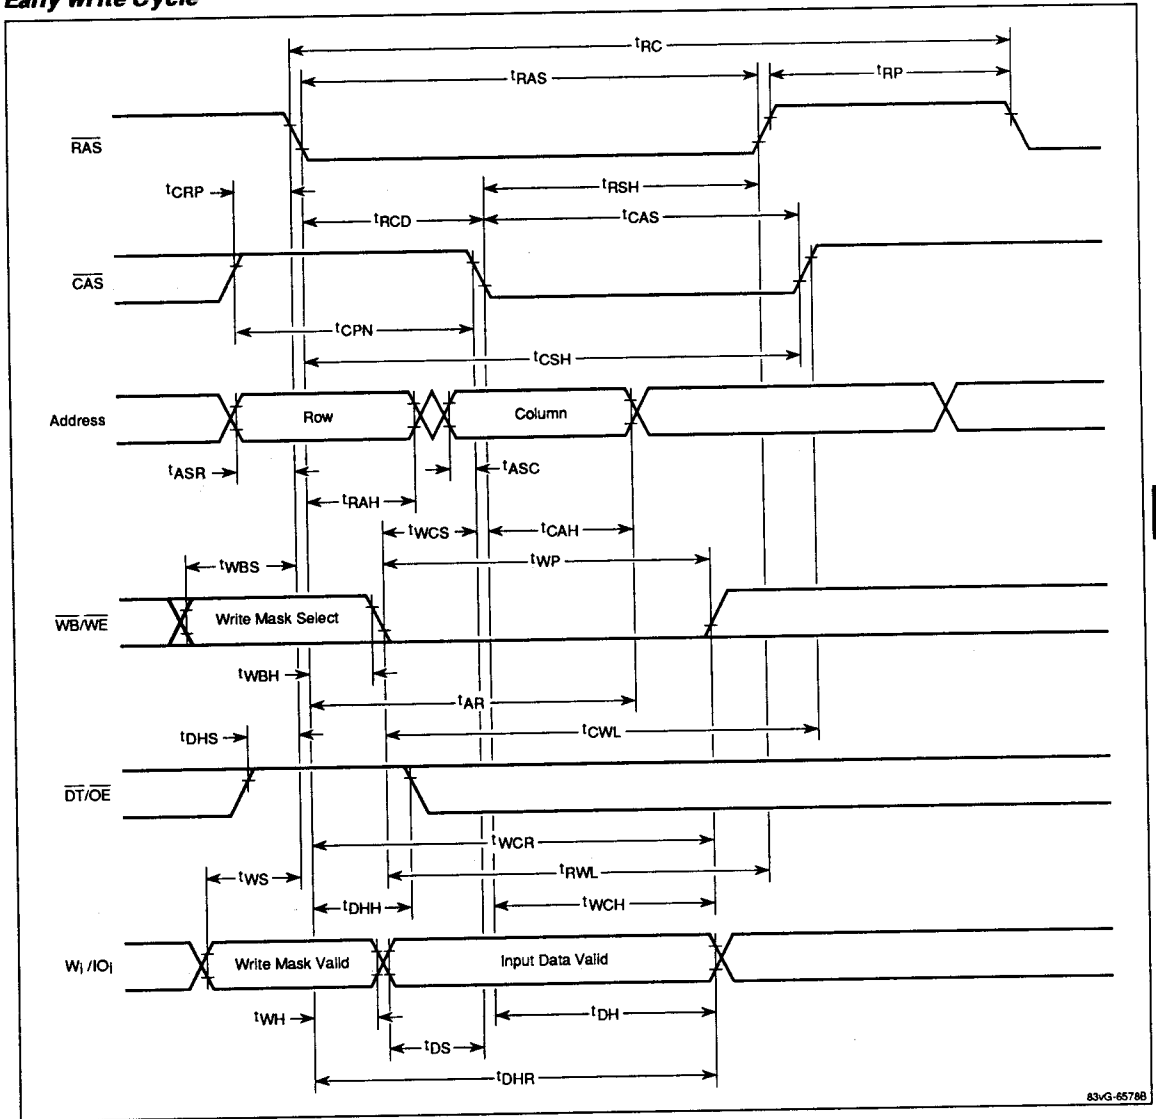 Early Write Cycle
tRC
tRAS
tRP
RAS
tCRP
tRSH
tRCD
tCAS
CAS
tCPN
tCSH
Address
Row
Column
tASR
tASC
tRAH
tWCS
tCAH
tWBS
tWP
WB/WE
Write Mask Select
tWBH
tAR
tDHS
tCWL
DT/OE
tWCR
tWS
tRWL
tDHH
tWCH
Wi /IOi
Write Mask Valid
Input Data Valid
tWH
tDH
tDS
tDHR
83vG-6578B